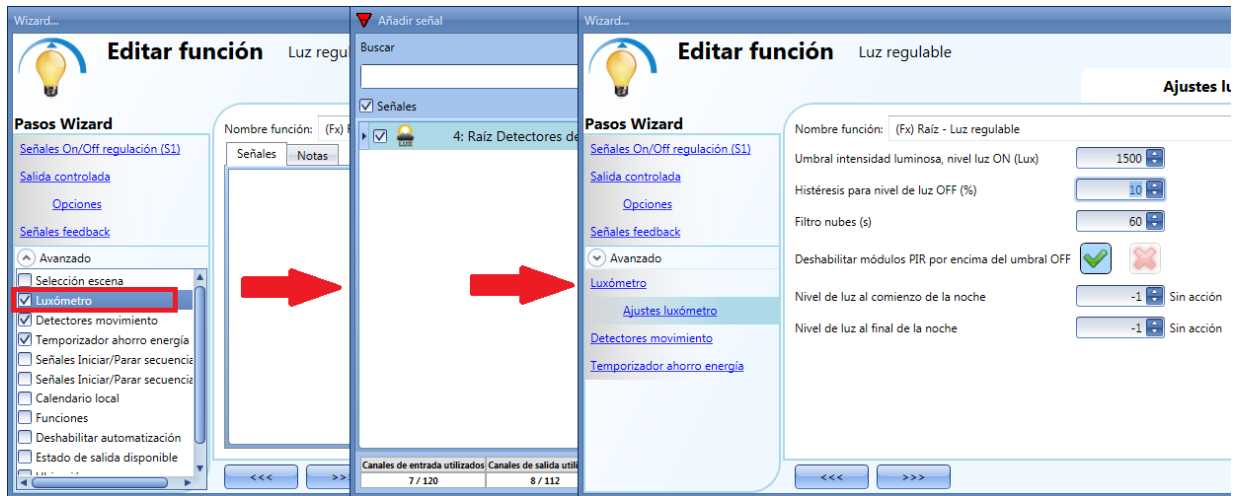 Wizard...
Editar función Luz regul
Pasos Wizard
Señales On/Off regulación (S1)
Salida controlada
Opciones
Señales feedback
Avanzado
Selección escena
Luxómetro
Detectores movimiento
Temporizador ahorro energía
Señales Iniciar/Parar secuencia
Señales Iniciar/Parar secuencia
Calendario local
Funciones
Deshabilitar automatización
Estado de salida disponible
Nombre función: (Fx)
Señales Notas
<<< >>
Añadir señal
Buscar
Señales
LUX 4: Raíz Detectores de
Canales de entrada utilizados Canales de salida utili
7 / 120 8 / 112
Wizard...
Editar función Luz regulable
Ajustes lu
Pasos Wizard
Señales On/Off regulación (S1)
Salida controlada
Opciones
Señales feedback
Avanzado
Luxómetro
Ajustes luxómetro
Detectores movimiento
Temporizador ahorro energía
Nombre función: (Fx) Raíz - Luz regulable
Umbral intensidad luminosa, nivel luz ON (Lux) 1500
Histéresis para nivel de luz OFF (%) 10
Filtro nubes (s) 60
Deshabilitar módulos PIR por encima del umbral OFF
Nivel de luz al comienzo de la noche -1 Sin acción
Nivel de luz al final de la noche -1 Sin acción
<<< >>>